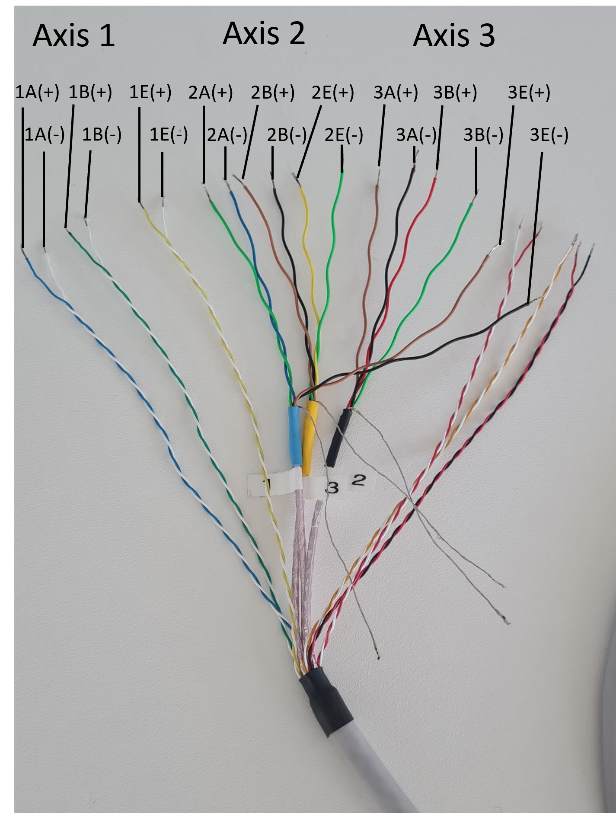 Axis 1 Axis 2 Axis 3
1A(+) 1B(+) 1E(+) 2A(+) 2B(+) 2E(+) 3A(+) 3B(+) 3E(+)
1A(-) 1B(-) 1E(-) 2A(-) 2B(-) 2E(-) 3A(-) 3B(-) 3E(-)
1 3 2